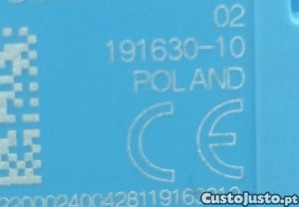 02
191630-10
POLAND
CE
CustoJusto.pt